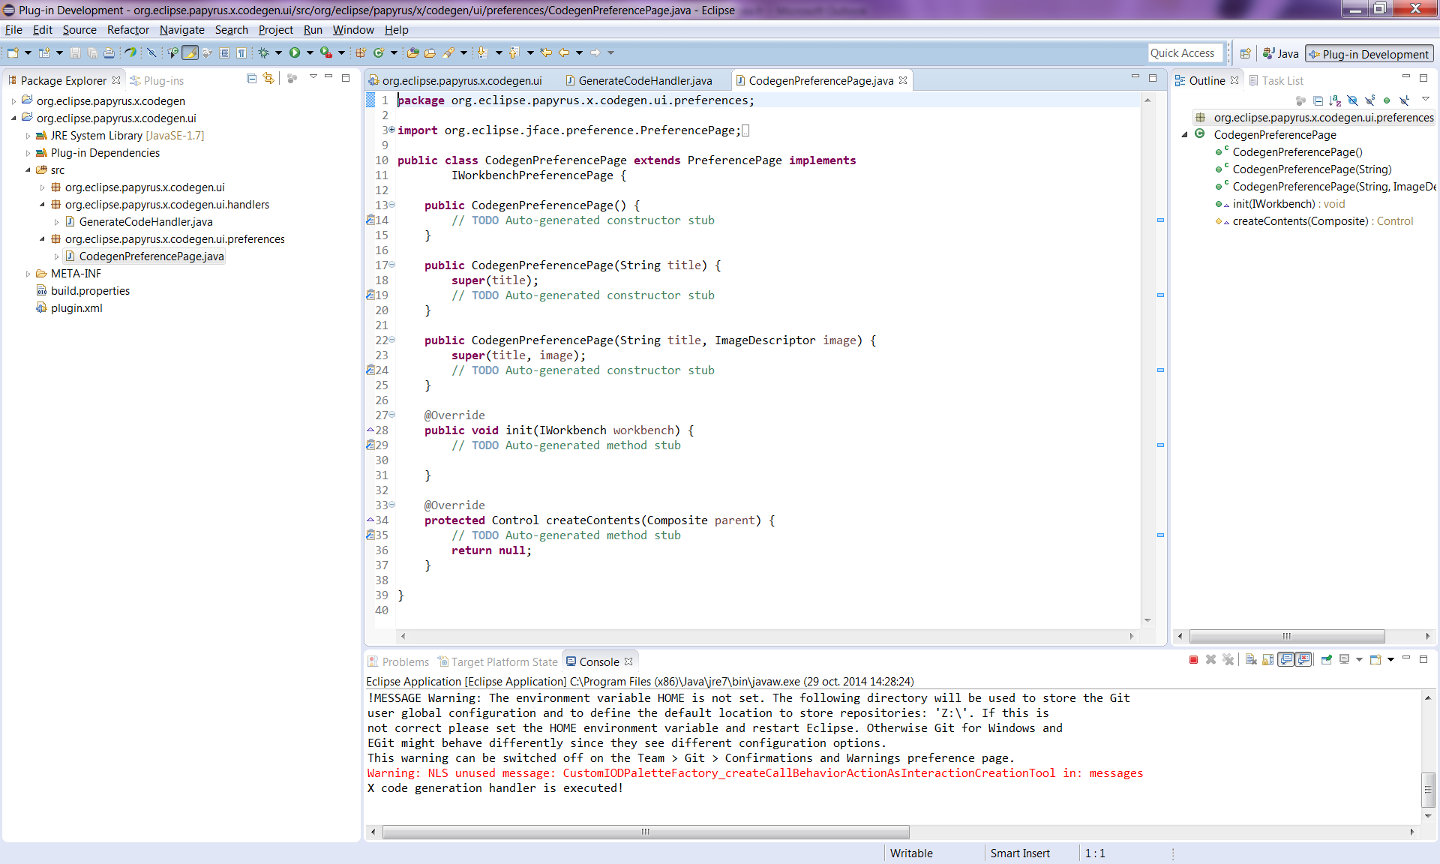 Plug-in Development - org.eclipse.papyrus.x.codegen.ui/src/org/eclipse/papyrus/x/codegen/ui/preferences/CodegenPreferencePage.java - Eclipse
File Edit Source Refactor Navigate Search Project Run Window Help
Quick Access Java Plug-in Development
Package Explorer Plug-ins
org.eclipse.papyrus.x.codegen
org.eclipse.papyrus.x.codegen.ui
JRE System Library [JavaSE-1.7]
Plug-in Dependencies
src
org.eclipse.papyrus.x.codegen.ui
org.eclipse.papyrus.x.codegen.ui.handlers
GenerateCodeHandler.java
org.eclipse.papyrus.x.codegen.ui.preferences
CodegenPreferencePage.java
META-INF
build.properties
plugin.xml
org.eclipse.papyrus.x.codegen.ui GenerateCodeHandler.java CodegenPreferencePage.java
1 package org.eclipse.papyrus.x.codegen.ui.preferences;
2
3 import org.eclipse.jface.preference.PreferencePage;
9
10 public class CodegenPreferencePage extends PreferencePage implements
11 IWorkbenchPreferencePage {
12
13 public CodegenPreferencePage() {
14 // TODO Auto-generated constructor stub
15 }
16
17 public CodegenPreferencePage(String title) {
18 super(title);
19 // TODO Auto-generated constructor stub
20 }
21
22 public CodegenPreferencePage(String title, ImageDescriptor image) {
23 super(title, image);
24 // TODO Auto-generated constructor stub
25 }
26
27 @Override
28 public void init(IWorkbench workbench) {
29 // TODO Auto-generated method stub
30
31 }
32
33 @Override
34 protected Control createContents(Composite parent) {
35 // TODO Auto-generated method stub
36 return null;
37 }
38
39 }
40
Outline Task List
org.eclipse.papyrus.x.codegen.ui.preferences
CodegenPreferencePage
CodegenPreferencePage()
CodegenPreferencePage(String)
CodegenPreferencePage(String, ImageDe
init(IWorkbench) : void
createContents(Composite) : Control
Problems Target Platform State Console
Eclipse Application [Eclipse Application] C:\Program Files (x86)\Java\jre7\bin\javaw.exe (29 oct. 2014 14:28:24)
!MESSAGE Warning: The environment variable HOME is not set. The following directory will be used to store the Git
user global configuration and to define the default location to store repositories: 'Z:\'. If this is
not correct please set the HOME environment variable and restart Eclipse. Otherwise Git for Windows and
EGit might behave differently since they see different configuration options.
This warning can be switched off on the Team > Git > Confirmations and Warnings preference page.
Warning: NLS unused message: CustomIODPaletteFactory_createCallBehaviorActionAsInteractionCreationTool in: messages
X code generation handler is executed!
Writable Smart Insert 1 : 1